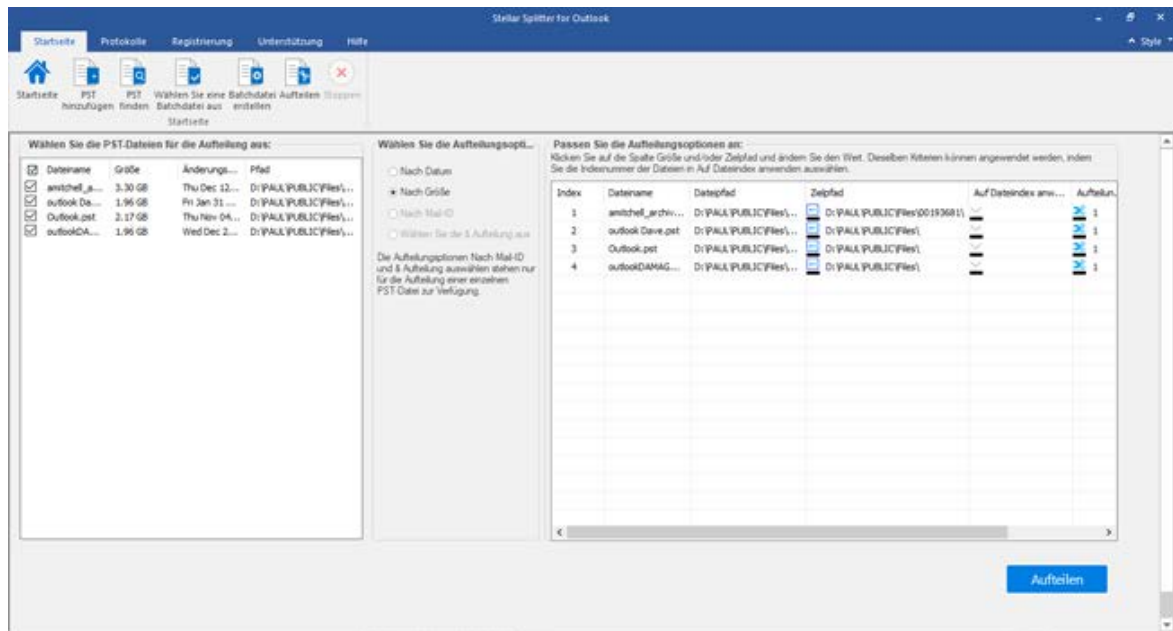 Stellar Splitter for Outlook
Startseite Protokolle Registrierung Unterstützung Hilfe
Style
Startseite PST hinzufügen PST finden Wählen Sie eine Batchdatei aus Batchdatei erstellen Aufteilen Stoppen
Startseite
Wählen Sie die PST-Dateien für die Aufteilung aus:
Dateiname Größe Änderungs... Pfad
amitchell_a... 3.30 GB Thu Dec 12... D:\PAUL\PUBLIC\Files\,...
outlook Da... 1.96 GB Fri Jan 31 ... D:\PAUL\PUBLIC\Files\,...
Outlook.pst 2.17 GB Thu Nov 04... D:\PAUL\PUBLIC\Files\,...
outlookDA... 1.96 GB Wed Dec 2... D:\PAUL\PUBLIC\Files\,...
Wählen Sie die Aufteilungsopti...
Nach Datum
Nach Größe
Nach Mail-ID
Wählen Sie die & Aufteilung aus
Die Aufteilungsptionen Nach Mail-ID
und & Aufteilung auswählen stehen nur
für die Aufteilung einer einzelnen
PST-Datei zur Verfügung.
Passen Sie die Aufteilungsoptionen an:
Klicken Sie auf die Spalte Größe und/oder Zielpfad und ändern Sie den Wert. Dieselben Kriterien können angewendet werden, indem
Sie die Indexnummer der Dateien in Auf Dateiindex anwenden auswählen.
Index Dateiname Dateipfad Zielpfad Auf Dateiindex anw... Aufteilun.
1 amitchell_archiv... D:\PAUL\PUBLIC\Files\,... D:\PAUL\PUBLIC\Files\00193681\ 1
2 outlook Dave.pst D:\PAUL\PUBLIC\Files\,... D:\PAUL\PUBLIC\Files\ 1
3 Outlook.pst D:\PAUL\PUBLIC\Files\,... D:\PAUL\PUBLIC\Files\ 1
4 outlookDAMAG... D:\PAUL\PUBLIC\Files\,... D:\PAUL\PUBLIC\Files\ 1
Aufteilen